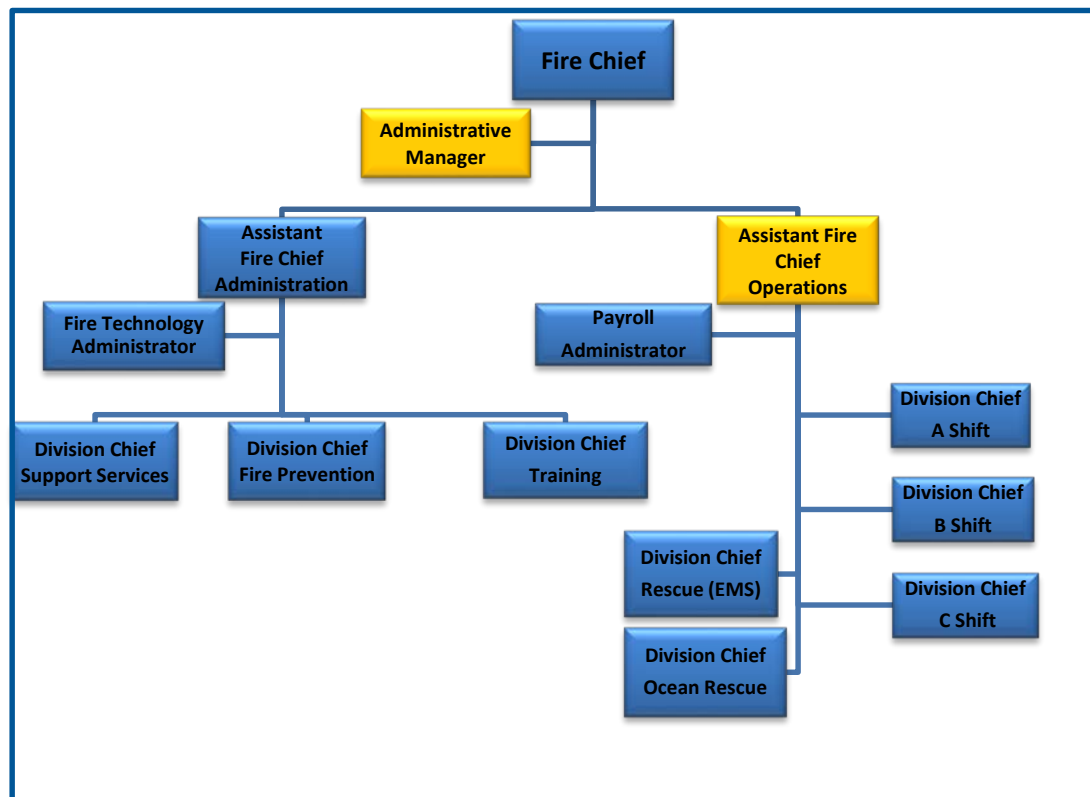 Fire Chief
Administrative
Manager
Assistant
Fire Chief
Administration
Assistant Fire
Chief
Operations
Fire Technology
Administrator
Payroll
Administrator
Division Chief
Support Services
Division Chief
Fire Prevention
Division Chief
Training
Division Chief
A Shift
Division Chief
B Shift
Division Chief
Rescue (EMS)
Division Chief
C Shift
Division Chief
Ocean Rescue